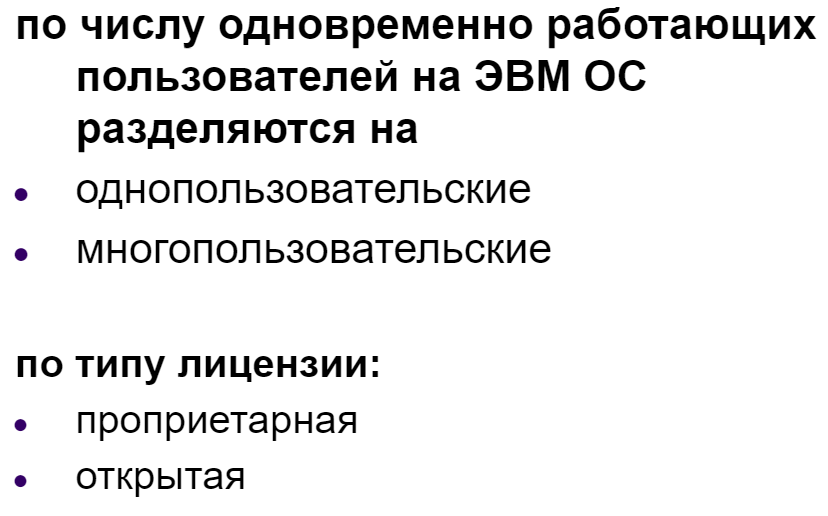 по числу одновременно работающих
пользователей на ЭВМ ОС
разделяются на
• однопользовательские
• многопользовательские
по типу лицензии:
• проприетарная
• открытая